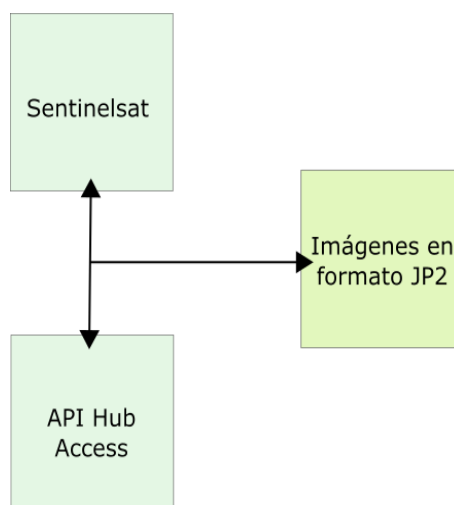 Sentinelsat
Imágenes en
formato JP2
API Hub
Access